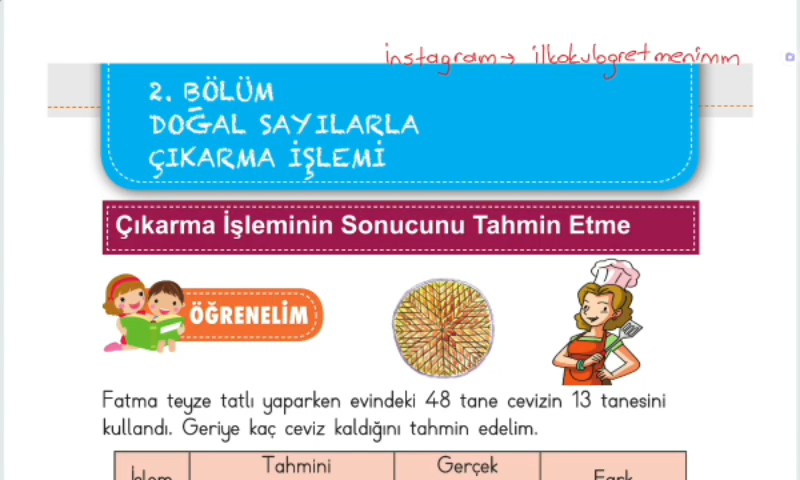 instagram→ ilkokulogretmenimm
2. BÖLÜM
DOĞAL SAYILARLA
ÇIKARMA İŞLEMİ
Çıkarma İşleminin Sonucunu Tahmin Etme
ÖĞRENELİM
Fatma teyze tatlı yaparken evindeki 48 tane cevizin 13 tanesini
kullandı. Geriye kaç ceviz kaldığını tahmin edelim.
İşlem Tahmini Gerçek Fark